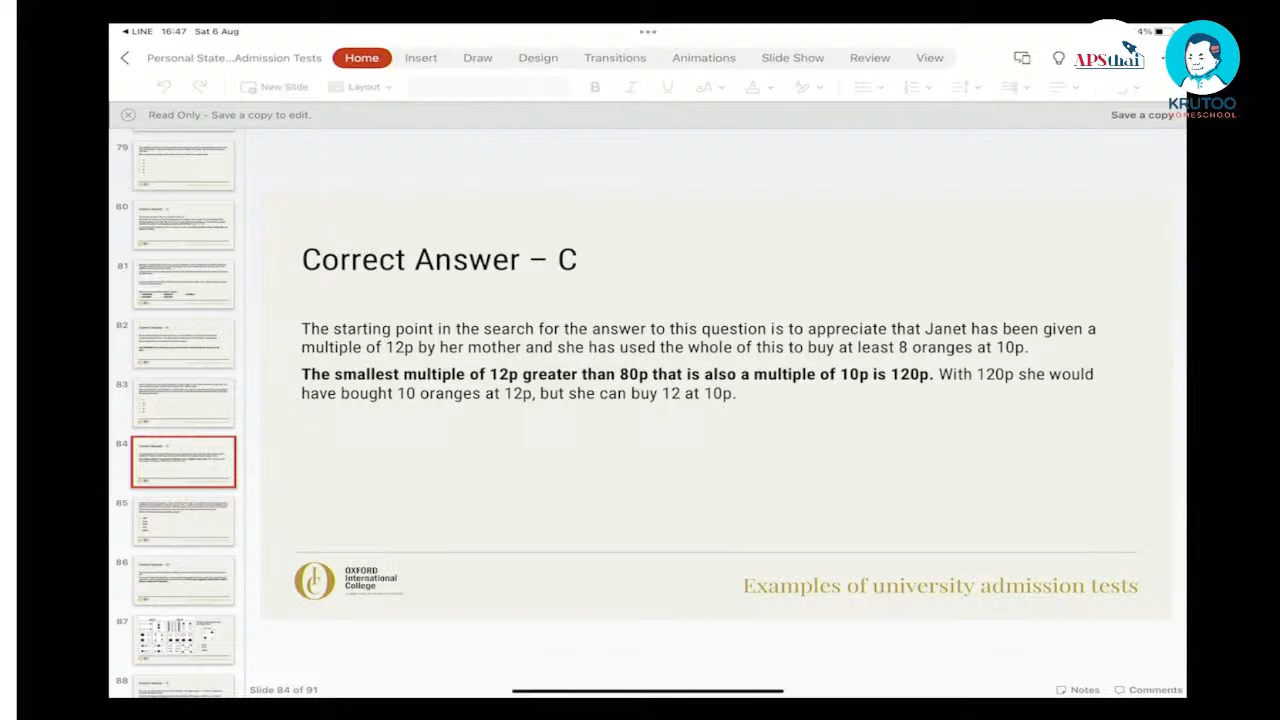 LINE 16:47 Sat 6 Aug
4%
Personal State...Admission Tests Home Insert Draw Design Transitions Animations Slide Show Review View
APSthai
New Slide Layout B I U aA A
KRUTOO
HOMESCHOOL
Read Only - Save a copy to edit.
Save a copy
79
80
81
82
83
84
85
86
87
88
Correct Answer – C
The starting point in the search for the answer to this question is to appreciate that Janet has been given a
multiple of 12p by her mother and she has used the whole of this to buy at least 8 oranges at 10p.
The smallest multiple of 12p greater than 80p that is also a multiple of 10p is 120p. With 120p she would
have bought 10 oranges at 12p, but she can buy 12 at 10p.
OXFORD
International
College
Examples of university admission tests
Slide 84 of 91
Notes Comments